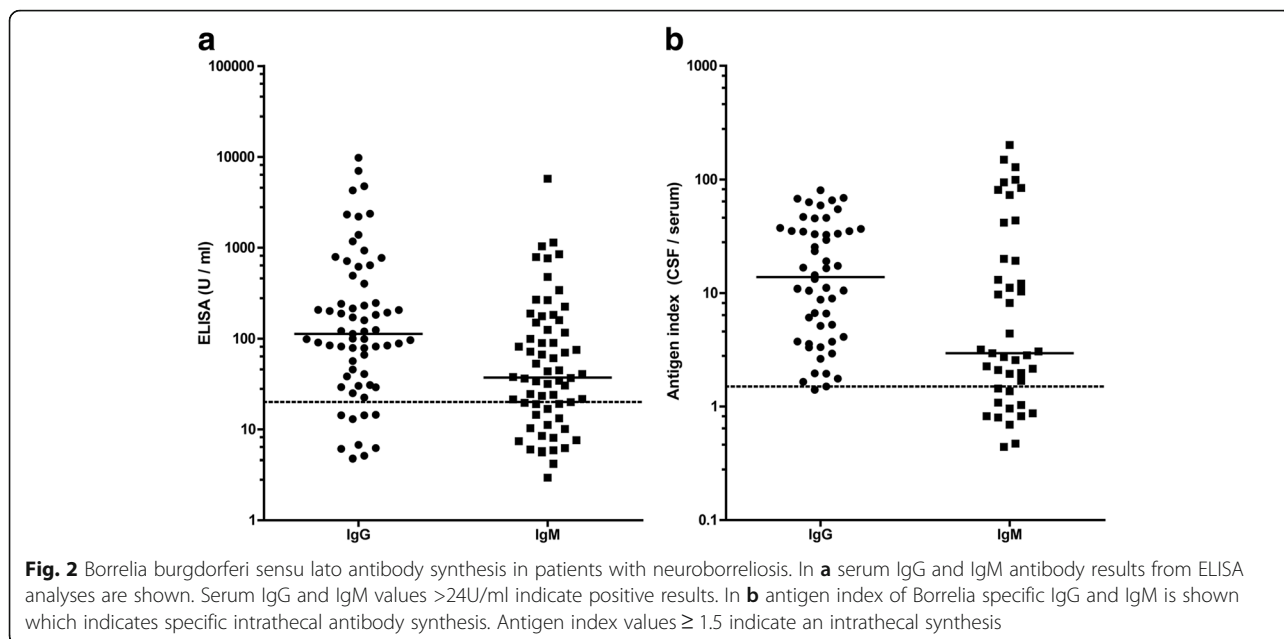 a
b
100000
10000
1000
100
10
1
ELISA (U / ml)
IgG
IgM
1000
100
10
1
0.1
Antigen index (CSF / serum)
IgG
IgM
Fig. 2 Borrelia burgdorferi sensu lato antibody synthesis in patients with neuroborreliosis. In a serum IgG and IgM antibody results from ELISA
analyses are shown. Serum IgG and IgM values >24U/ml indicate positive results. In b antigen index of Borrelia specific IgG and IgM is shown
which indicates specific intrathecal antibody synthesis. Antigen index values ≥ 1.5 indicate an intrathecal synthesis